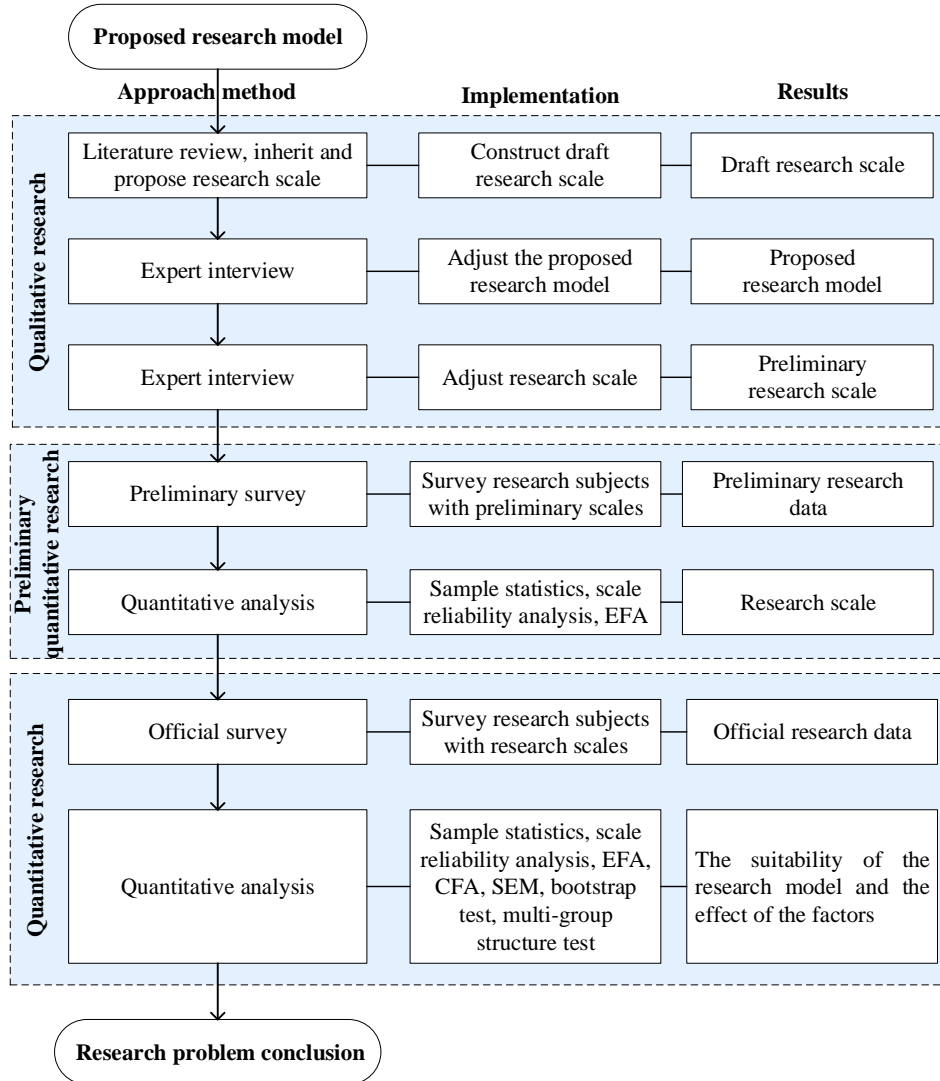 Proposed research model
Approach method
Implementation
Results
Qualitative research
Literature review, inherit and
propose research scale
Construct draft
research scale
Draft research scale
Expert interview
Adjust the proposed
research model
Proposed
research model
Expert interview
Adjust research scale
Preliminary
research scale
Preliminary
quantitative research
Preliminary survey
Survey research subjects
with preliminary scales
Preliminary research
data
Quantitative analysis
Sample statistics, scale
reliability analysis, EFA
Research scale
Quantitative research
Official survey
Survey research subjects
with research scales
Official research data
Quantitative analysis
Sample statistics, scale
reliability analysis, EFA,
CFA, SEM, bootstrap
test, multi-group
structure test
The suitability of the
research model and the
effect of the factors
Research problem conclusion